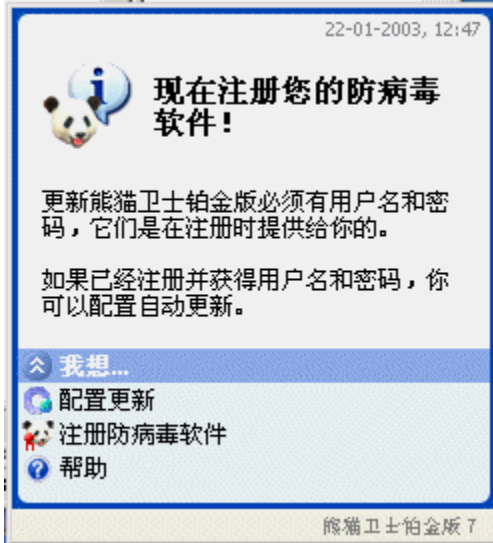 22-01-2003, 12:47
现在注册您的防病毒
软件!
更新熊猫卫士铂金版必须有用户名和密
码,它们是在注册时提供给你的。
如果已经注册并获得用户名和密码,你
可以配置自动更新。
我想...
配置更新
注册防病毒软件
帮助
熊猫卫士铂金版 7